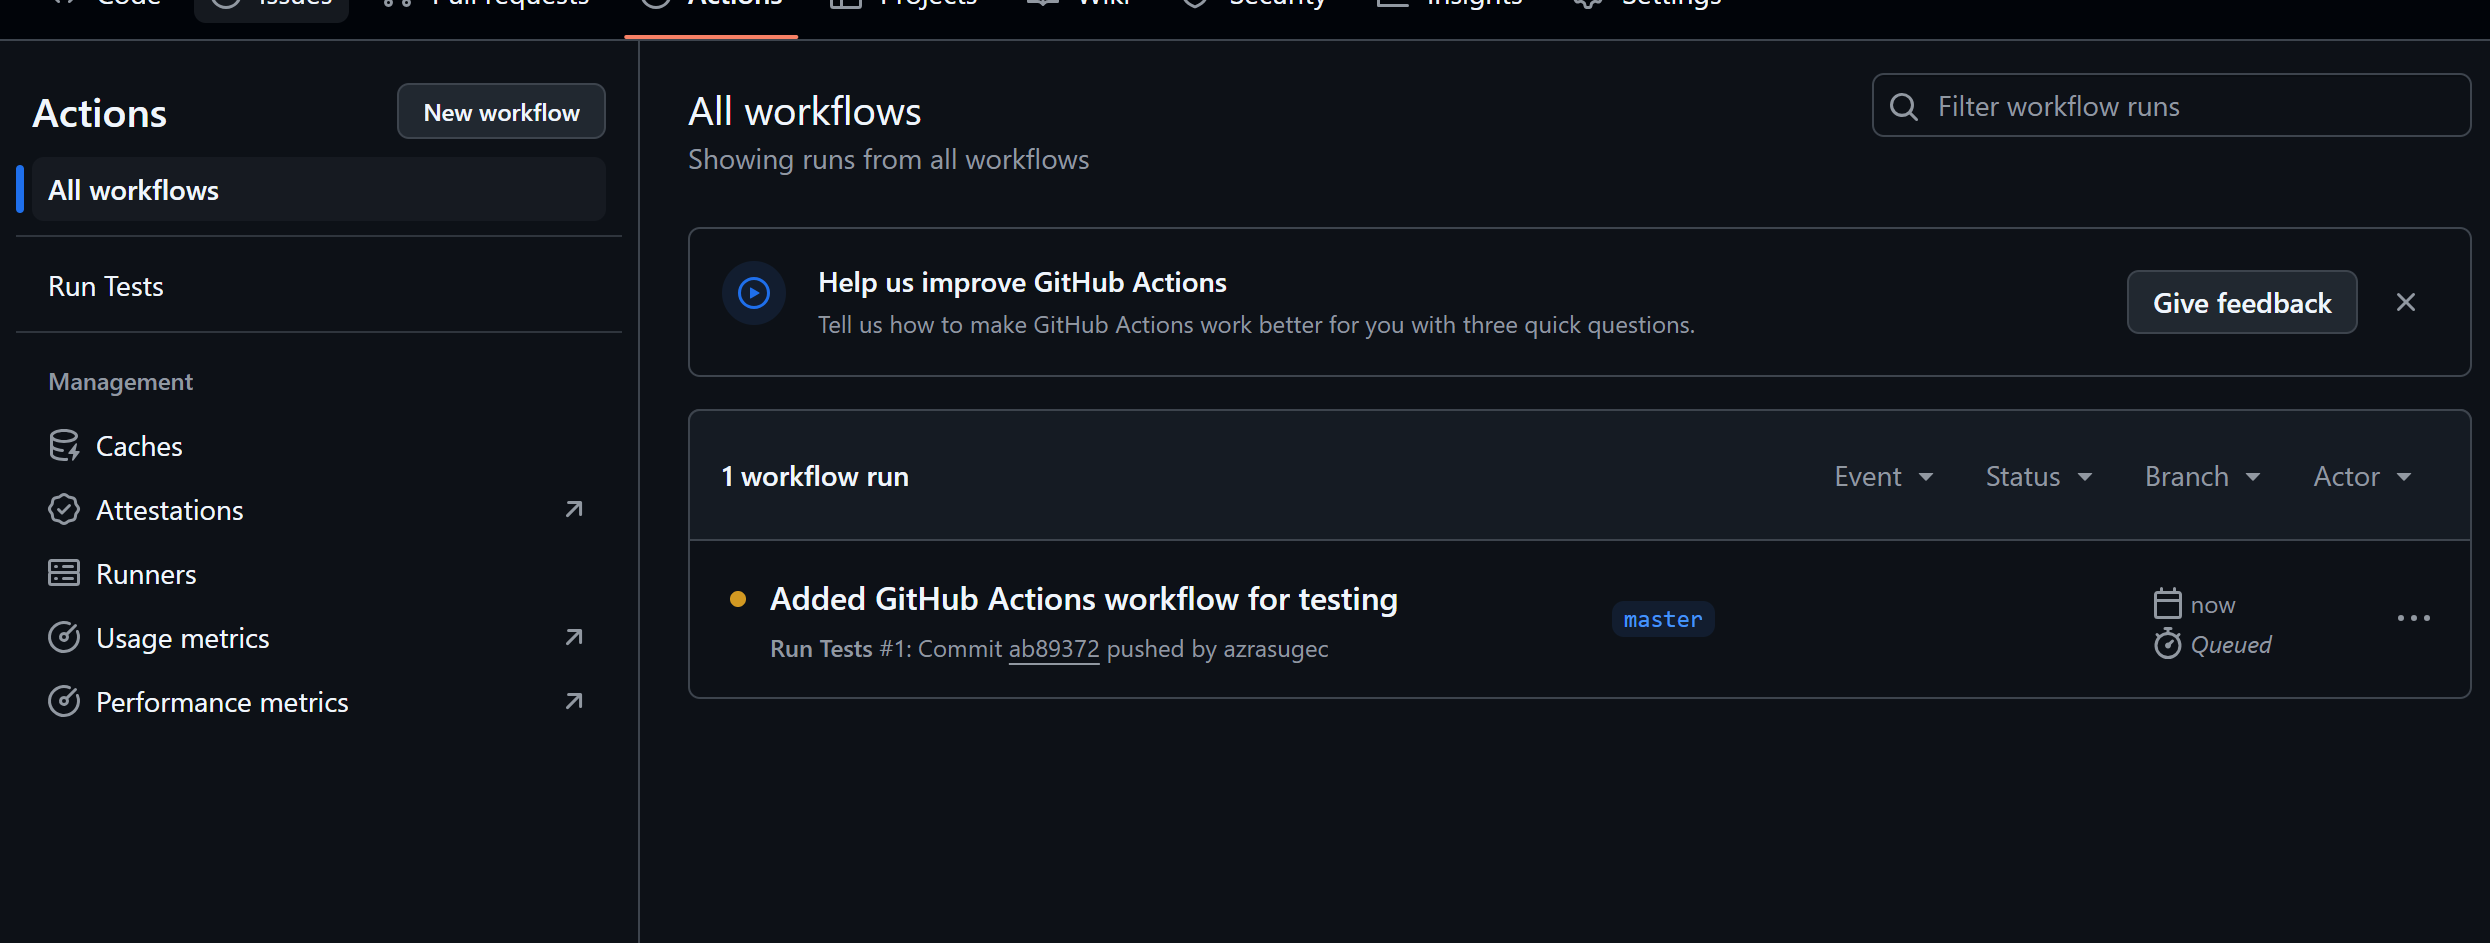 Code Issues Pull requests Actions Projects Wiki Security Insights Settings
Actions
New workflow
All workflows
Run Tests
Management
Caches
Attestations
Runners
Usage metrics
Performance metrics
All workflows
Showing runs from all workflows
Filter workflow runs
Help us improve GitHub Actions
Tell us how to make GitHub Actions work better for you with three quick questions.
Give feedback
1 workflow run
Event Status Branch Actor
Added GitHub Actions workflow for testing
Run Tests #1: Commit ab89372 pushed by azrasugec
master
now
Queued